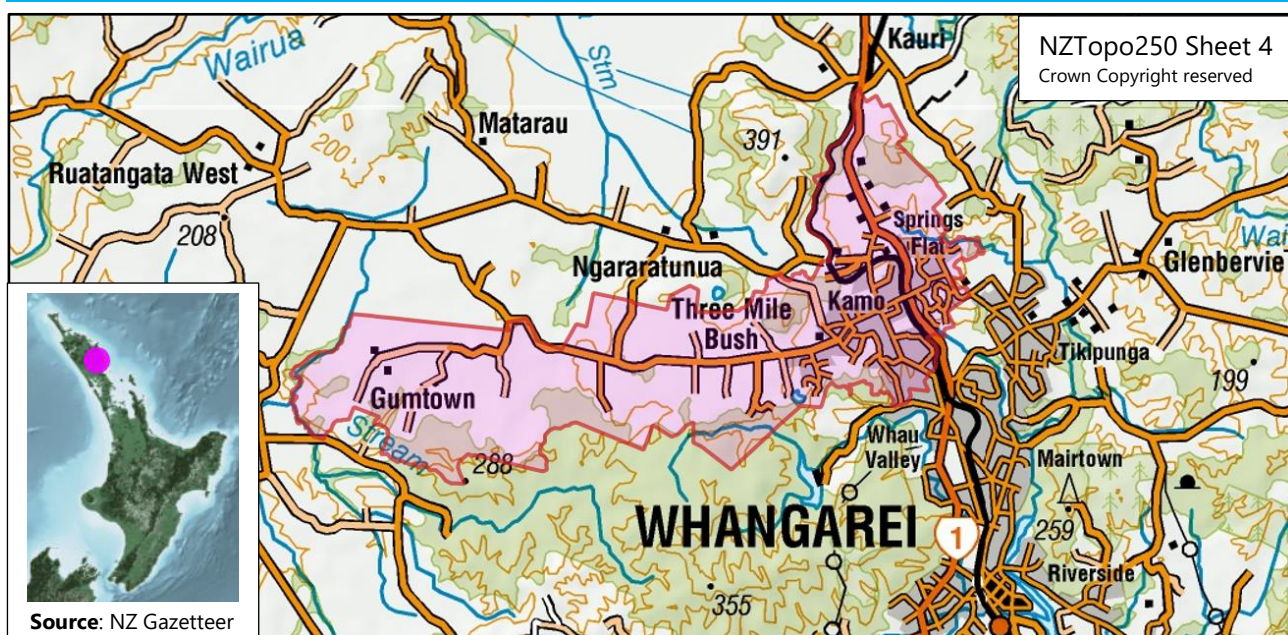 NZTopo250 Sheet 4
Crown Copyright reserved
Kauri
Wairua
Stm
Matarau
391
Ruatangata West
200
100
208
Springs
Flat
100
Wai
Glenbervie
Ngararatunua
Three Mile
Bush
Kamo
Tikipunga
199
Gumtown
Stream
288
Whau
Valley
Mairtown
WHANGAREI
1
259
Riverside
355
Source: NZ Gazetteer